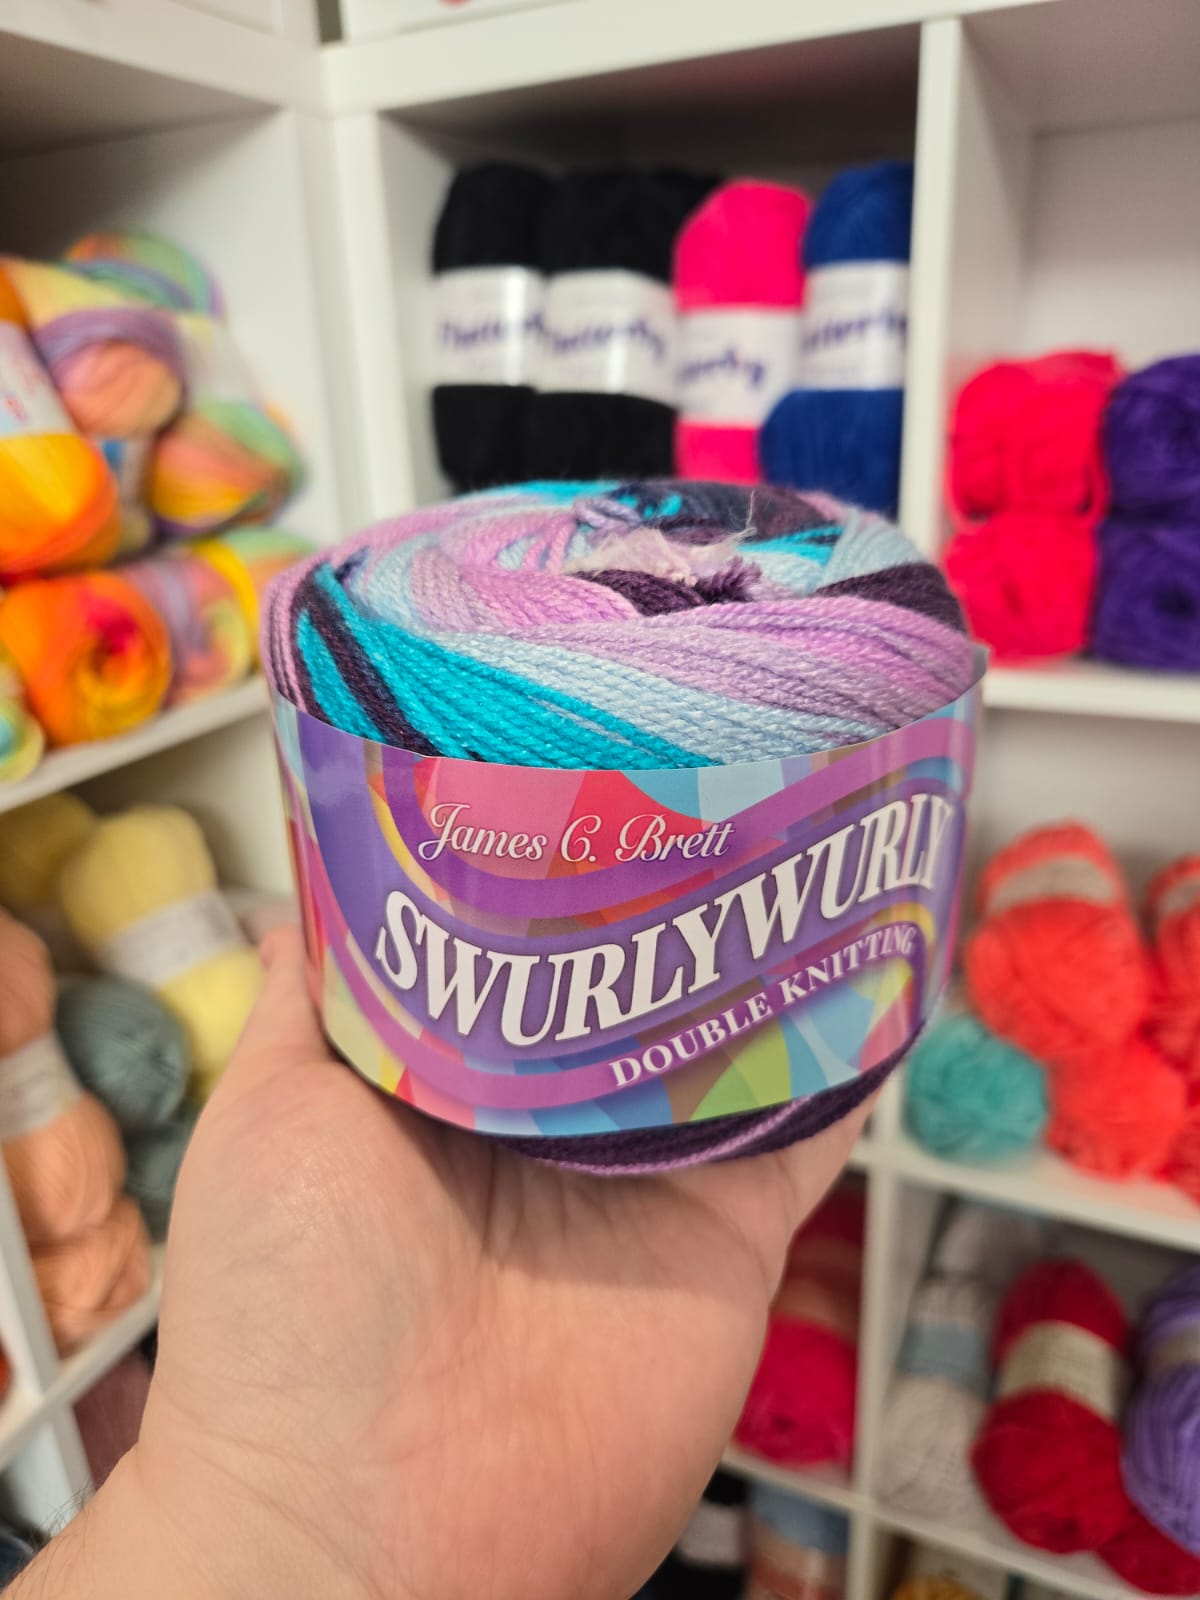 James C. Brett
SWURLYWURLY
DOUBLE KNITTING